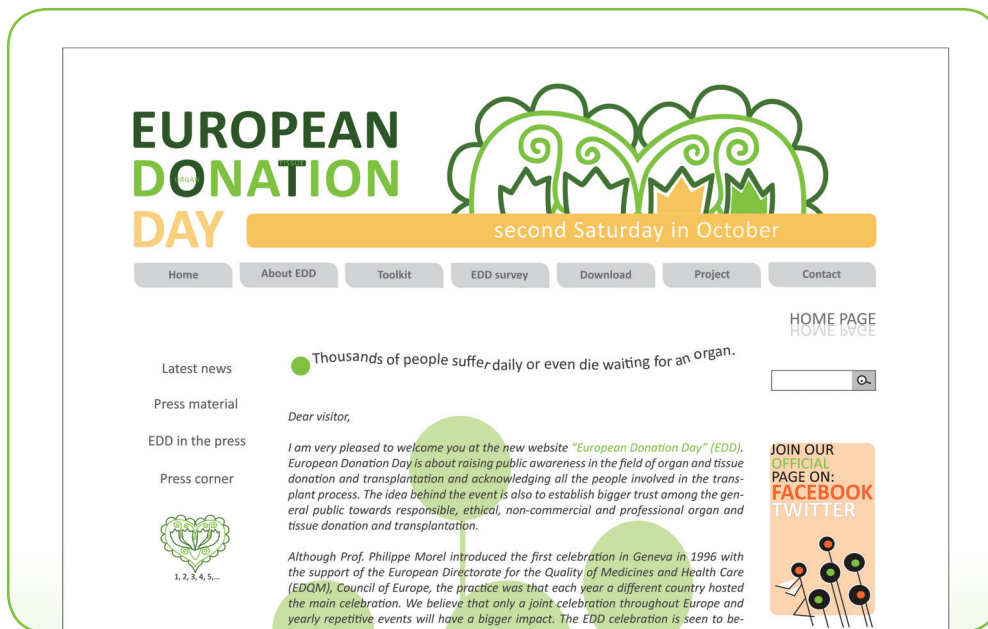 EUROPEAN
DONATION
ORGAN
TISSUE
DAY
second Saturday in October
Home
About EDD
Toolkit
EDD survey
Download
Project
Contact
HOME PAGE
Latest news
Press material
EDD in the press
Press corner
1, 2, 3, 4, 5,...
Thousands of people suffer daily or even die waiting for an organ.
Dear visitor,
I am very pleased to welcome you at the new website “European Donation Day” (EDD).
European Donation Day is about raising public awareness in the field of organ and tissue
donation and transplantation and acknowledging all the people involved in the trans-
plant process. The idea behind the event is also to establish bigger trust among the gen-
eral public towards responsible, ethical, non-commercial and professional organ and
tissue donation and transplantation.
Although Prof. Philippe Morel introduced the first celebration in Geneva in 1996 with
the support of the European Directorate for the Quality of Medicines and Health Care
(EDQM), Council of Europe, the practice was that each year a different country hosted
the main celebration. We believe that only a joint celebration throughout Europe and
yearly repetitive events will have a bigger impact. The EDD celebration is seen to be-
JOIN OUR
OFFICIAL
PAGE ON:
FACEBOOK
TWITTER